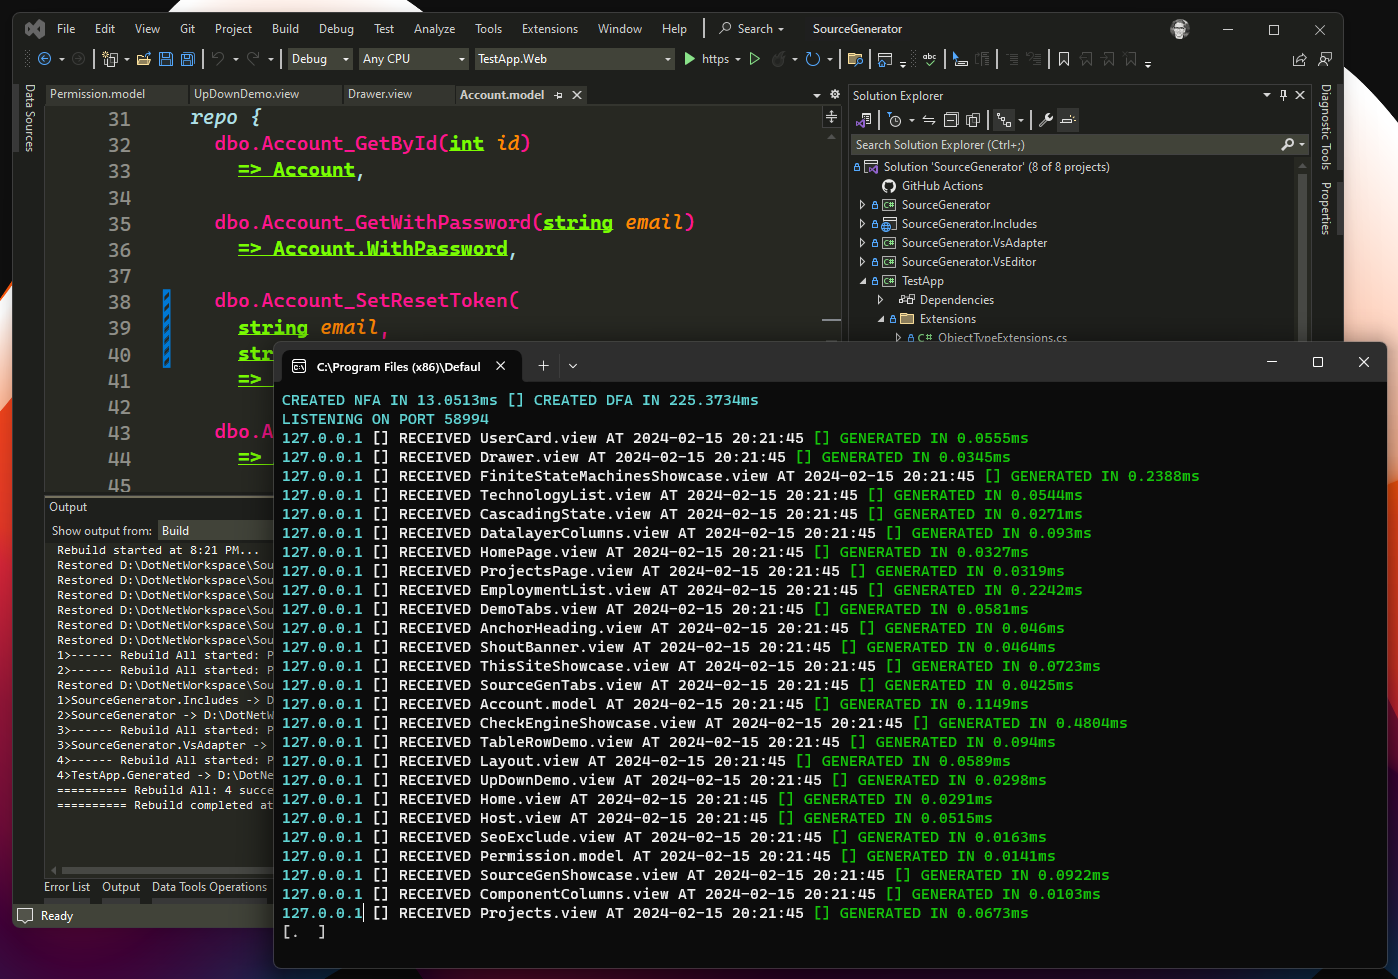 File Edit View Git Project Build Debug Test Analyze Tools Extensions Window Help Search SourceGenerator
Debug Any CPU TestApp.Web https
Data Sources
Permission.model UpDownDemo.view Drawer.view Account.model
31 repo {
32 dbo.Account_GetById(int id)
33 => Account,
34
35 dbo.Account_GetWithPassword(string email)
36 => Account.WithPassword,
37
38 dbo.Account_SetResetToken(
39 string email,
40 str
41 =>
42
43 dbo.A
44 =>
45
Solution Explorer
Search Solution Explorer (Ctrl+;)
Solution 'SourceGenerator' (8 of 8 projects)
GitHub Actions
C# SourceGenerator
SourceGenerator.Includes
C# SourceGenerator.VsAdapter
C# SourceGenerator.VsEditor
C# TestApp
Dependencies
Extensions
C# ObjectTypeExtensions.cs
Diagnostic Tools
Properties
Output
Show output from: Build
Rebuild started at 8:21 PM...
Restored D:\DotNetWorkspace\Sou
Restored D:\DotNetWorkspace\Sou
Restored D:\DotNetWorkspace\Sou
Restored D:\DotNetWorkspace\Sou
Restored D:\DotNetWorkspace\Sou
Restored D:\DotNetWorkspace\Sou
1>------ Rebuild All started: P
2>------ Rebuild All started: P
Restored D:\DotNetWorkspace\Sou
1>SourceGenerator.Includes -> D
2>SourceGenerator -> D:\DotNetW
3>------ Rebuild All started: P
3>SourceGenerator.VsAdapter ->
4>------ Rebuild All started: P
4>TestApp.Generated -> D:\DotNe
========== Rebuild All: 4 succe
========== Rebuild completed at
Error List Output Data Tools Operations
Ready
C:\Program Files (x86)\Defaul
CREATED NFA IN 13.0513ms [] CREATED DFA IN 225.3734ms
LISTENING ON PORT 58994
127.0.0.1 [] RECEIVED UserCard.view AT 2024-02-15 20:21:45 [] GENERATED IN 0.0555ms
127.0.0.1 [] RECEIVED Drawer.view AT 2024-02-15 20:21:45 [] GENERATED IN 0.0345ms
127.0.0.1 [] RECEIVED FiniteStateMachinesShowcase.view AT 2024-02-15 20:21:45 [] GENERATED IN 0.2388ms
127.0.0.1 [] RECEIVED TechnologyList.view AT 2024-02-15 20:21:45 [] GENERATED IN 0.0544ms
127.0.0.1 [] RECEIVED CascadingState.view AT 2024-02-15 20:21:45 [] GENERATED IN 0.0271ms
127.0.0.1 [] RECEIVED DatalayerColumns.view AT 2024-02-15 20:21:45 [] GENERATED IN 0.093ms
127.0.0.1 [] RECEIVED HomePage.view AT 2024-02-15 20:21:45 [] GENERATED IN 0.0327ms
127.0.0.1 [] RECEIVED ProjectsPage.view AT 2024-02-15 20:21:45 [] GENERATED IN 0.0319ms
127.0.0.1 [] RECEIVED EmploymentList.view AT 2024-02-15 20:21:45 [] GENERATED IN 0.2242ms
127.0.0.1 [] RECEIVED DemoTabs.view AT 2024-02-15 20:21:45 [] GENERATED IN 0.0581ms
127.0.0.1 [] RECEIVED AnchorHeading.view AT 2024-02-15 20:21:45 [] GENERATED IN 0.046ms
127.0.0.1 [] RECEIVED ShoutBanner.view AT 2024-02-15 20:21:45 [] GENERATED IN 0.0464ms
127.0.0.1 [] RECEIVED ThisSiteShowcase.view AT 2024-02-15 20:21:45 [] GENERATED IN 0.0723ms
127.0.0.1 [] RECEIVED SourceGenTabs.view AT 2024-02-15 20:21:45 [] GENERATED IN 0.0425ms
127.0.0.1 [] RECEIVED Account.model AT 2024-02-15 20:21:45 [] GENERATED IN 0.1149ms
127.0.0.1 [] RECEIVED CheckEngineShowcase.view AT 2024-02-15 20:21:45 [] GENERATED IN 0.4804ms
127.0.0.1 [] RECEIVED TableRowDemo.view AT 2024-02-15 20:21:45 [] GENERATED IN 0.094ms
127.0.0.1 [] RECEIVED Layout.view AT 2024-02-15 20:21:45 [] GENERATED IN 0.0589ms
127.0.0.1 [] RECEIVED UpDownDemo.view AT 2024-02-15 20:21:45 [] GENERATED IN 0.0298ms
127.0.0.1 [] RECEIVED Home.view AT 2024-02-15 20:21:45 [] GENERATED IN 0.0291ms
127.0.0.1 [] RECEIVED Host.view AT 2024-02-15 20:21:45 [] GENERATED IN 0.0515ms
127.0.0.1 [] RECEIVED SeoExclude.view AT 2024-02-15 20:21:45 [] GENERATED IN 0.0163ms
127.0.0.1 [] RECEIVED Permission.model AT 2024-02-15 20:21:45 [] GENERATED IN 0.0141ms
127.0.0.1 [] RECEIVED SourceGenShowcase.view AT 2024-02-15 20:21:45 [] GENERATED IN 0.0922ms
127.0.0.1 [] RECEIVED ComponentColumns.view AT 2024-02-15 20:21:45 [] GENERATED IN 0.0103ms
127.0.0.1 [] RECEIVED Projects.view AT 2024-02-15 20:21:45 [] GENERATED IN 0.0673ms
[.  ]